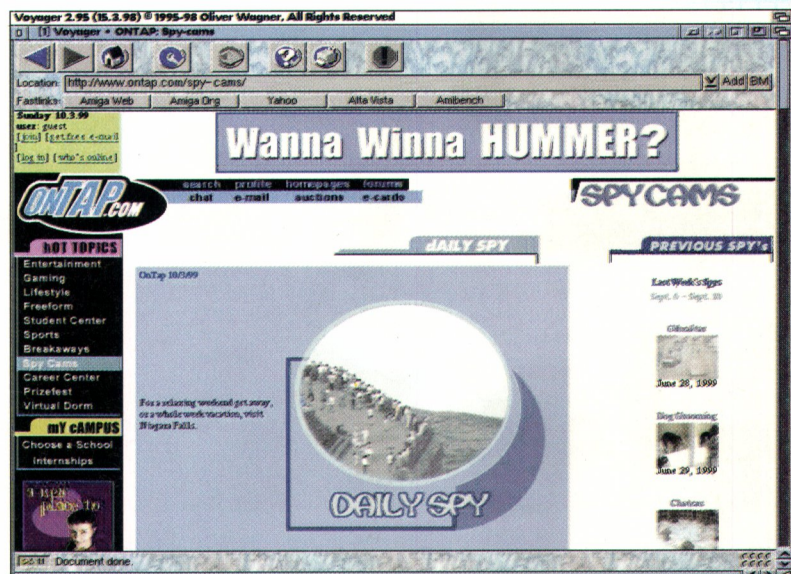 Voyager 2.95 (15.3.98) © 1995-98 Oliver Wagner, All Rights Reserved
[1] Voyager • ONTAP: Spy-cams
Location: http://www.ontap.com/spy-cams/ Add BM
Fastlinks: Amiga Web Amiga Org Yahoo Alta Vista Amibench
Sunday 10.3.99
user: guest
[join] [get free e-mail
]
[log in] [who's online]
Wanna Winna HUMMER?
onTAP.COM
search profile homepages forums
chat e-mail auctions e-cards
SPY CAMS
hOT TOPICS
Entertainment
Gaming
Lifestyle
Freeform
Student Center
Sports
Breakaways
Spy Cams
Career Center
Prizefest
Virtual Dorm
mY cAMPUS
Choose a School
Internships
dAILY SPY
OnTap 10/3/99
For a relaxing weekend get away,
or a whole week vacation, visit
Niagara Falls.
DAILY SPY
PREVIOUS SPY's
Last Week's Spys
Gibraltar
June 28, 1999
Dog Grooming
June 29, 1999
Document done.